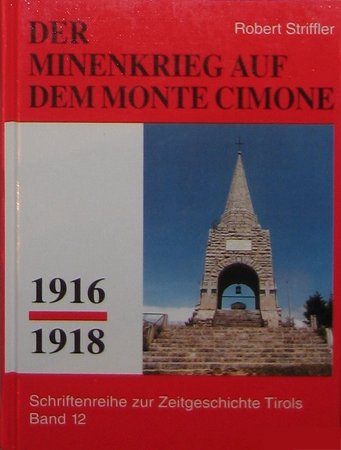 Robert Striffler
DER
MINENKRIEG AUF
DEM MONTE CIMONE
1916
1918
Schriftenreihe zur Zeitgeschichte Tirols
Band 12